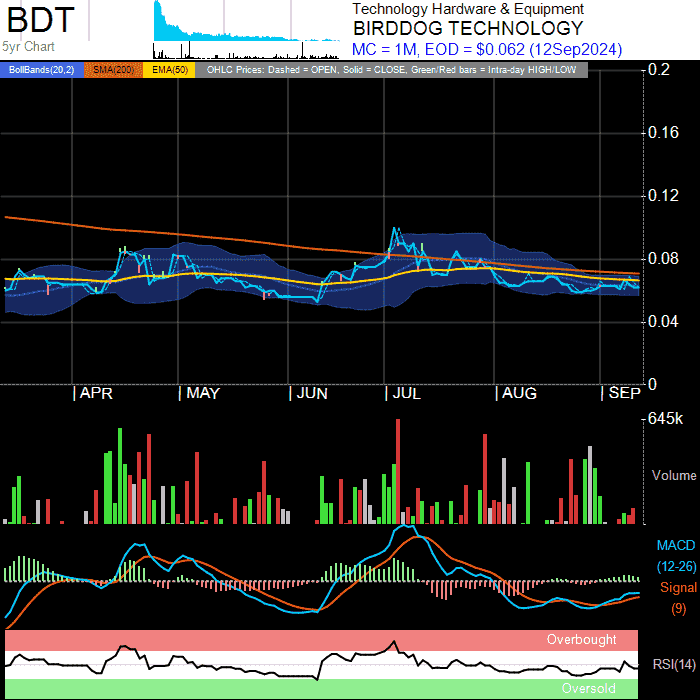 BDT
5yr Chart
Technology Hardware & Equipment
BIRDDOG TECHNOLOGY
MC = 1M, EOD = $0.062 (12Sep2024)
BollBands(20,2) SMA(200) EMA(50) OHLC Prices: Dashed = OPEN, Solid = CLOSE, Green/Red bars = Intra-day HIGH/LOW
0.2
0.16
0.12
0.08
0.04
0
APR MAY JUN JUL AUG SEP
645k
Volume
MACD
(12-26)
Signal
(9)
Overbought
RSI(14)
Oversold